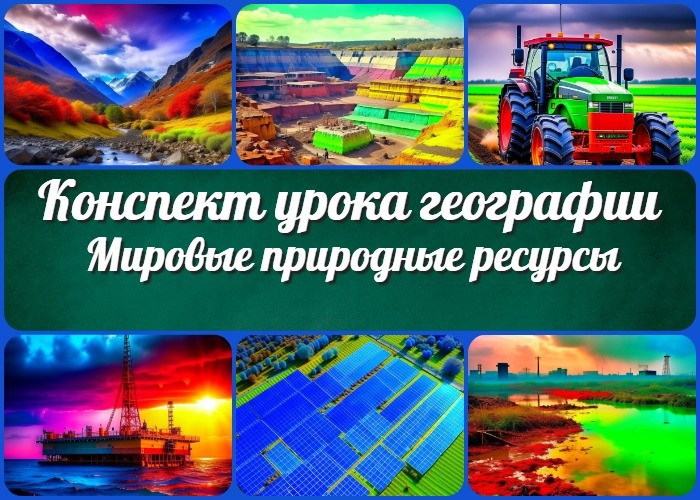 Конспект урока географии
Мировые природные ресурсы